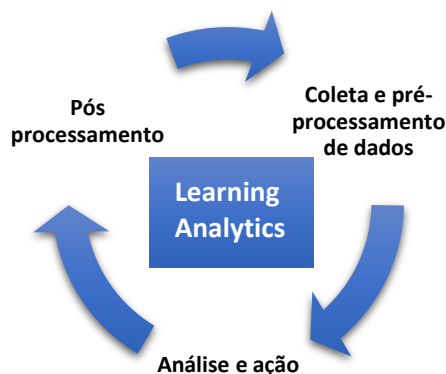 Pós
processamento
Coleta e pré-
processamento
de dados
Learning
Analytics
Análise e ação